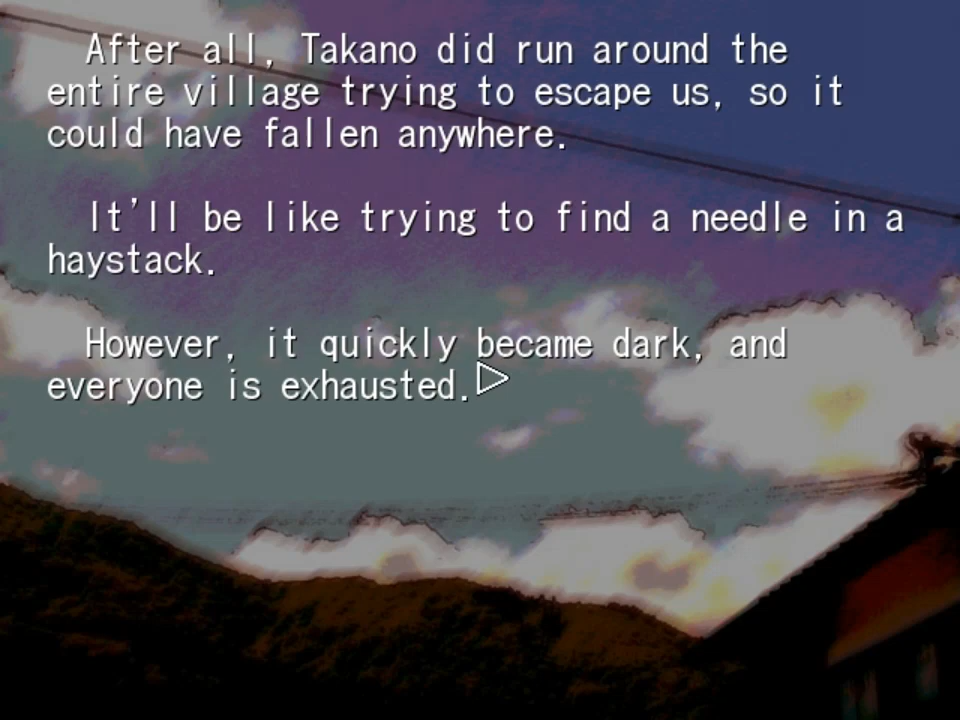 After all, Takano did run around the
entire village trying to escape us, so it
could have fallen anywhere.
It'll be like trying to find a needle in a
haystack.
However, it quickly became dark, and
everyone is exhausted.